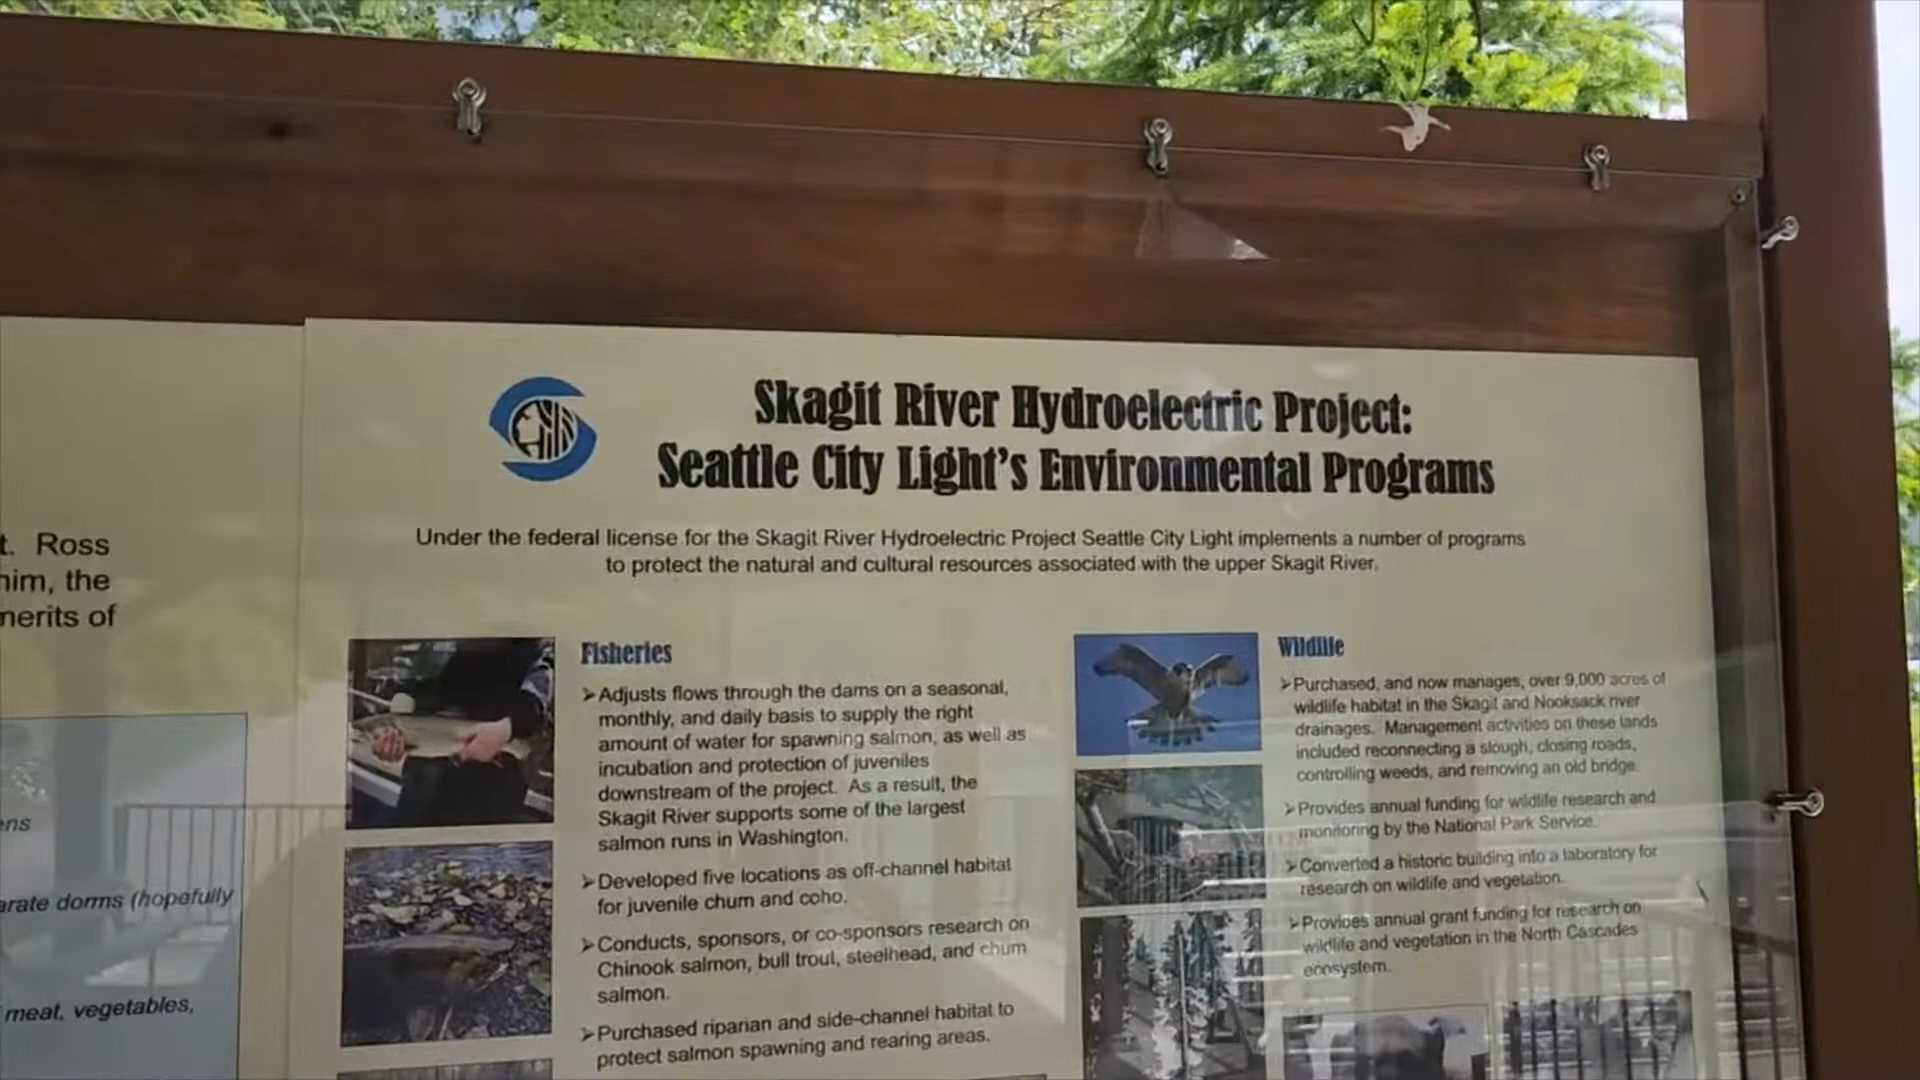 t. Ross
him, the
merits of
ens
arate dorms (hopefully
meat, vegetables,
Skagit River Hydroelectric Project:
Seattle City Light's Environmental Programs
Under the federal license for the Skagit River Hydroelectric Project Seattle City Light implements a number of programs
to protect the natural and cultural resources associated with the upper Skagit River.
Fisheries
➢Adjusts flows through the dams on a seasonal,
monthly, and daily basis to supply the right
amount of water for spawning salmon, as well as
incubation and protection of juveniles
downstream of the project. As a result, the
Skagit River supports some of the largest
salmon runs in Washington.
➢Developed five locations as off-channel habitat
for juvenile chum and coho.
➢Conducts, sponsors, or co-sponsors research on
Chinook salmon, bull trout, steelhead, and chum
salmon.
➢Purchased riparian and side-channel habitat to
protect salmon spawning and rearing areas.
Wildlife
➢Purchased, and now manages, over 9,000 acres of
wildlife habitat in the Skagit and Nooksack river
drainages. Management activities on these lands
included reconnecting a slough, closing roads,
controlling weeds, and removing an old bridge.
➢Provides annual funding for wildlife research and
monitoring by the National Park Service.
➢Converted a historic building into a laboratory for
research on wildlife and vegetation.
➢Provides annual grant funding for research on
wildlife and vegetation in the North Cascades
ecosystem.